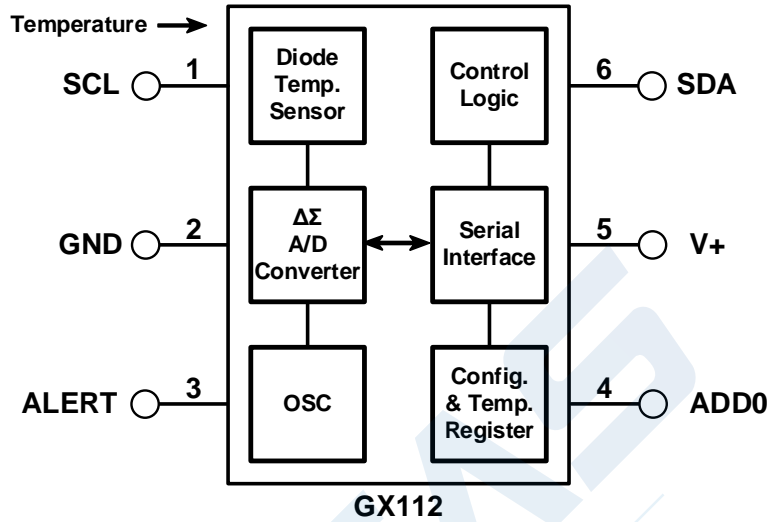 Temperature
SCL
1
Diode
Temp.
Sensor
Control
Logic
6
SDA
GND
2
ΔΣ
A/D
Converter
Serial
Interface
5
V+
ALERT
3
OSC
Config.
& Temp.
Register
4
ADD0
GX112